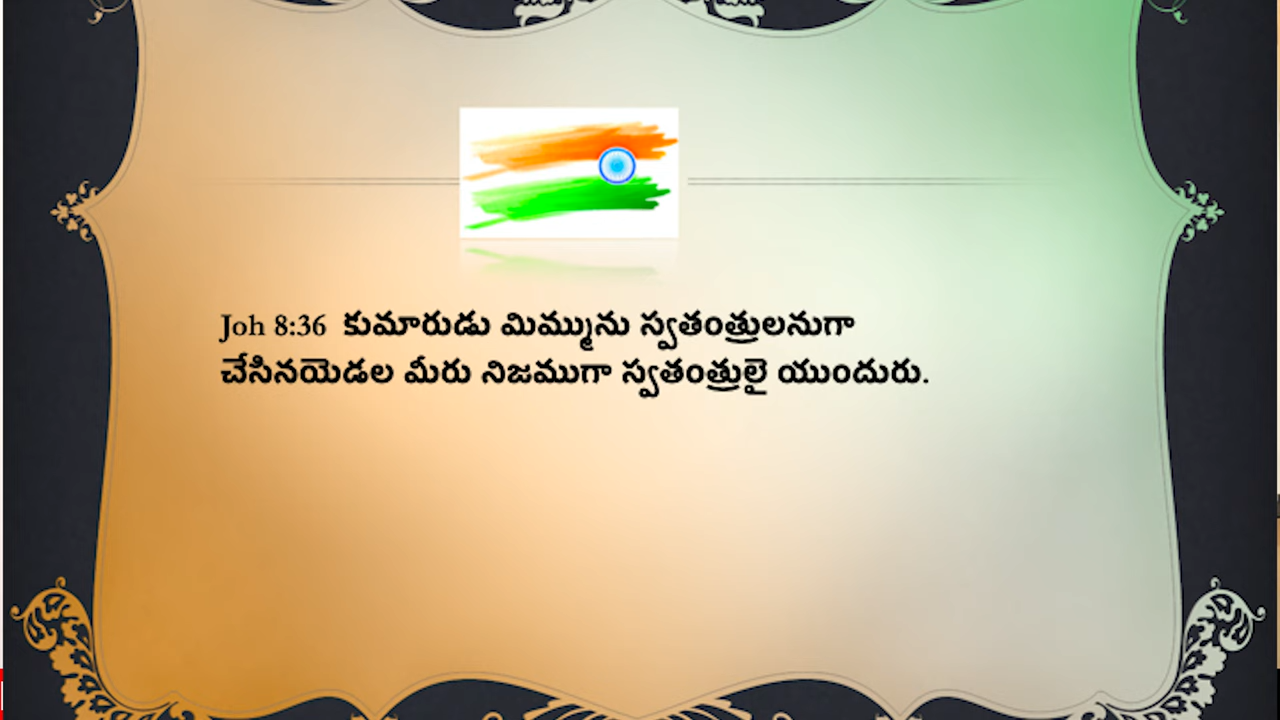 Joh 8:36 కుమారుడు మిమ్మును స్వతంత్రులనుగా
చేసినయెడల మీరు నిజముగా స్వతంత్రులై యుందురు.